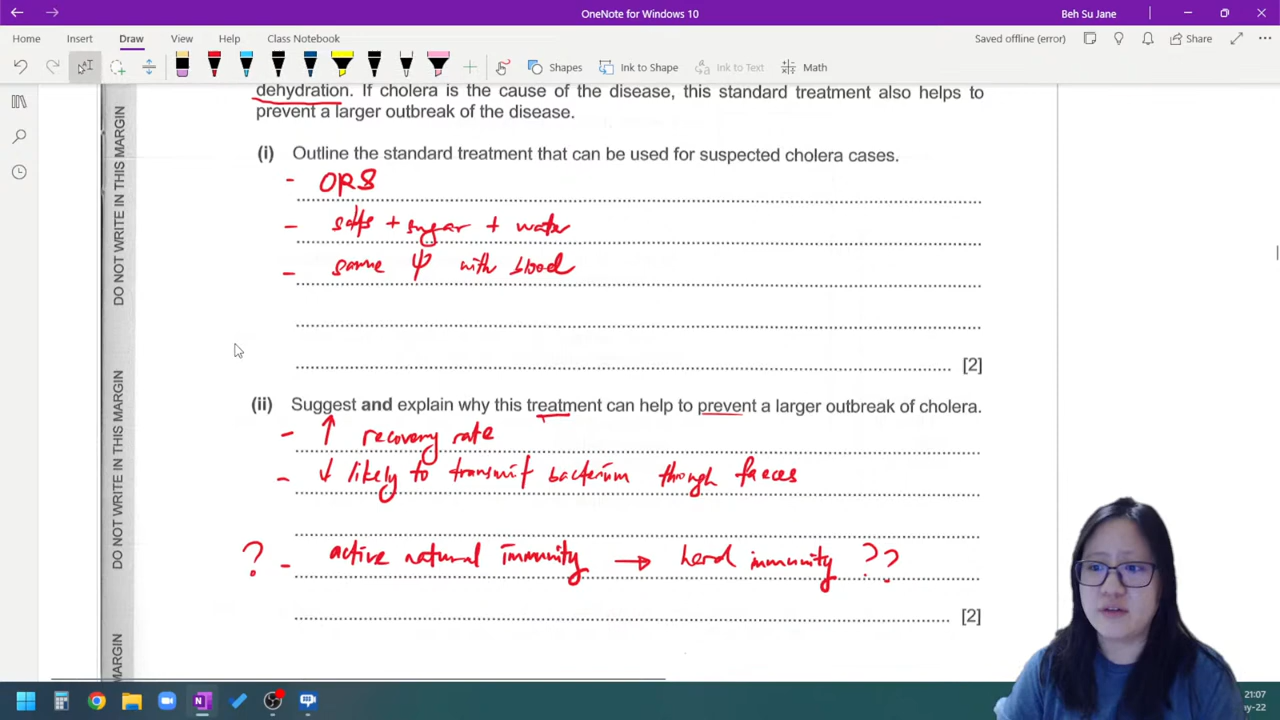 OneNote for Windows 10
Beh Su Jane
Home Insert Draw View Help Class Notebook
Saved offline (error) Share
Shapes Ink to Shape Ink to Text Math
dehydration. If cholera is the cause of the disease, this standard treatment also helps to
prevent a larger outbreak of the disease.
(i) Outline the standard treatment that can be used for suspected cholera cases.
- ORS
- salts + sugar + water
- same ψ with blood
[2]
(ii) Suggest and explain why this treatment can help to prevent a larger outbreak of cholera.
- ↑ recovery rate
- ↓ likely to transmit bacterium though faeces
? - active natural immunity → herd immunity ??
[2]
DO NOT WRITE IN THIS MARGIN
DO NOT WRITE IN THIS MARGIN
THIS MARGIN
21:07